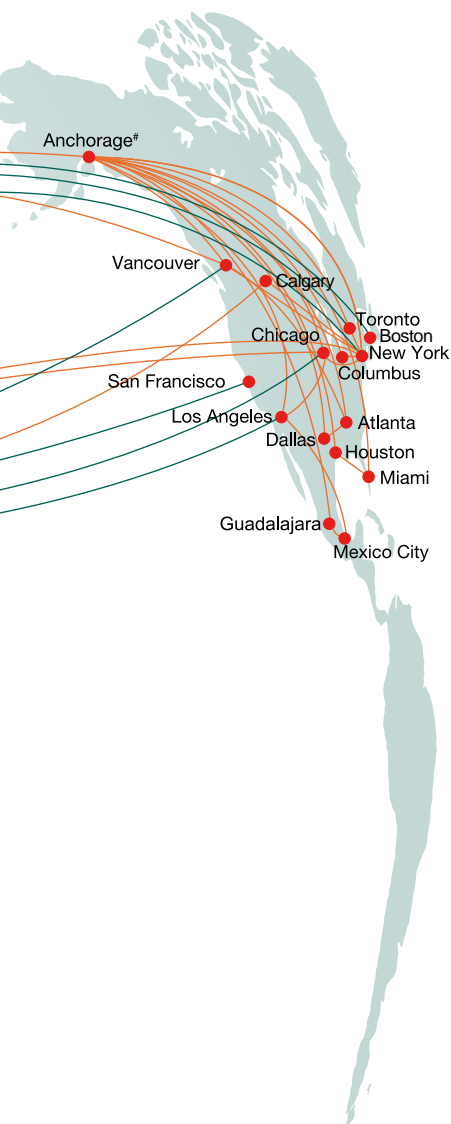 Anchorage#
Vancouver
Calgary
Toronto
Boston
Chicago
New York
Columbus
San Francisco
Los Angeles
Atlanta
Dallas
Houston
Miami
Guadalajara
Mexico City